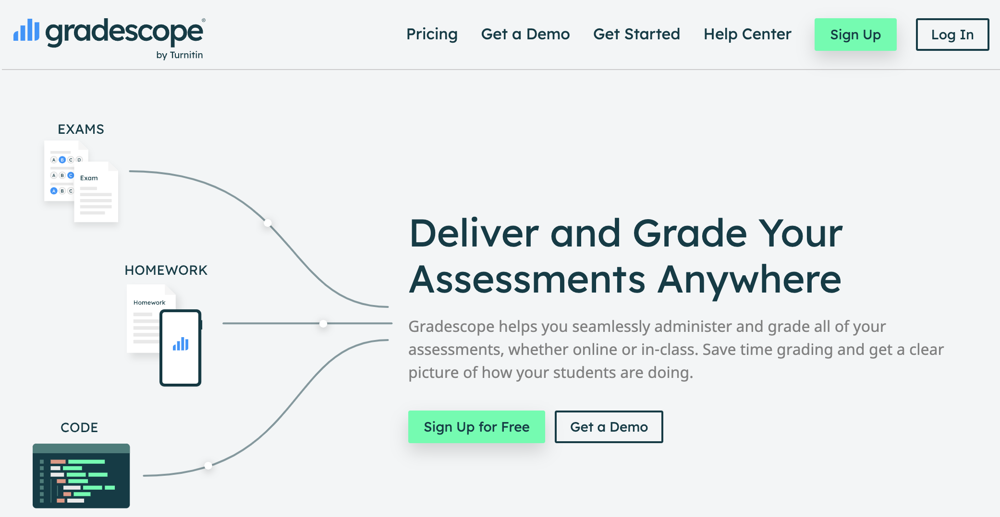 gradescope®
by Turnitin
Pricing Get a Demo Get Started Help Center Sign Up Log In
EXAMS
A B C D
A B C
A B C
Exam
HOMEWORK
Homework
CODE
Deliver and Grade Your
Assessments Anywhere
Gradescope helps you seamlessly administer and grade all of your
assessments, whether online or in-class. Save time grading and get a clear
picture of how your students are doing.
Sign Up for Free Get a Demo